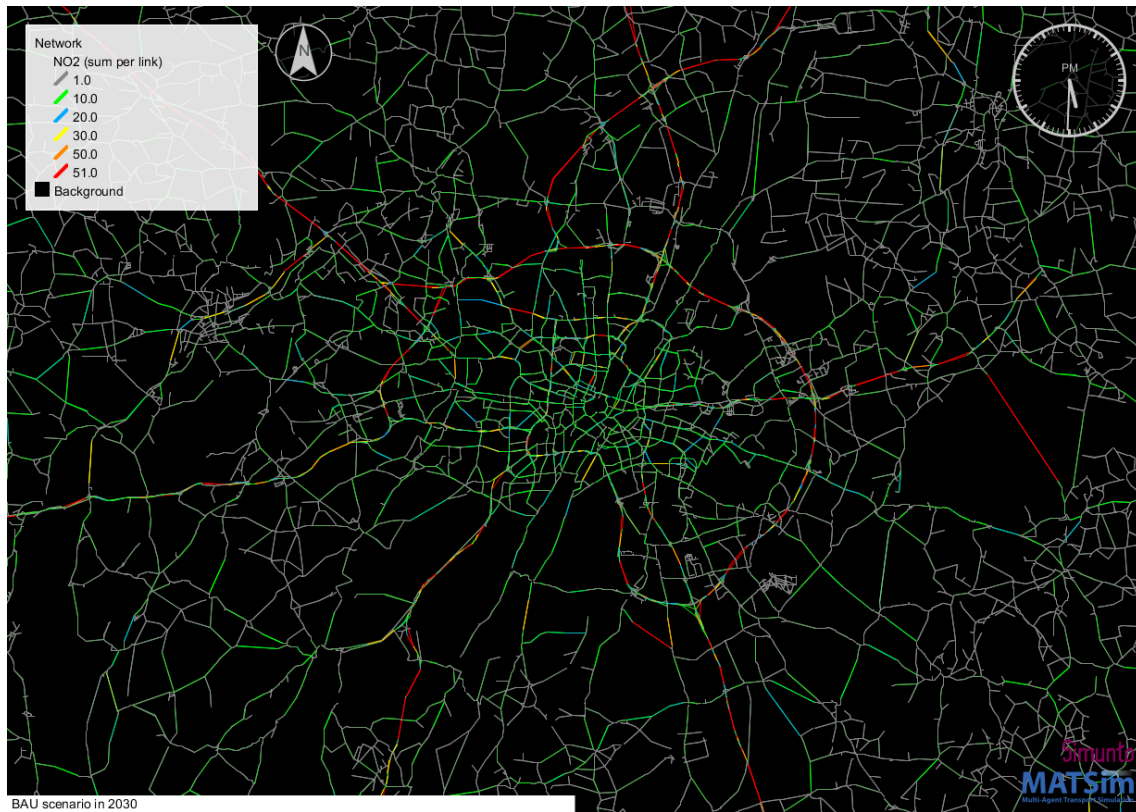 Network
NO2 (sum per link)
1.0
10.0
20.0
30.0
50.0
51.0
Background
N
PM
Simunto
MATSim
Multi-Agent Transport Simulation
BAU scenario in 2030